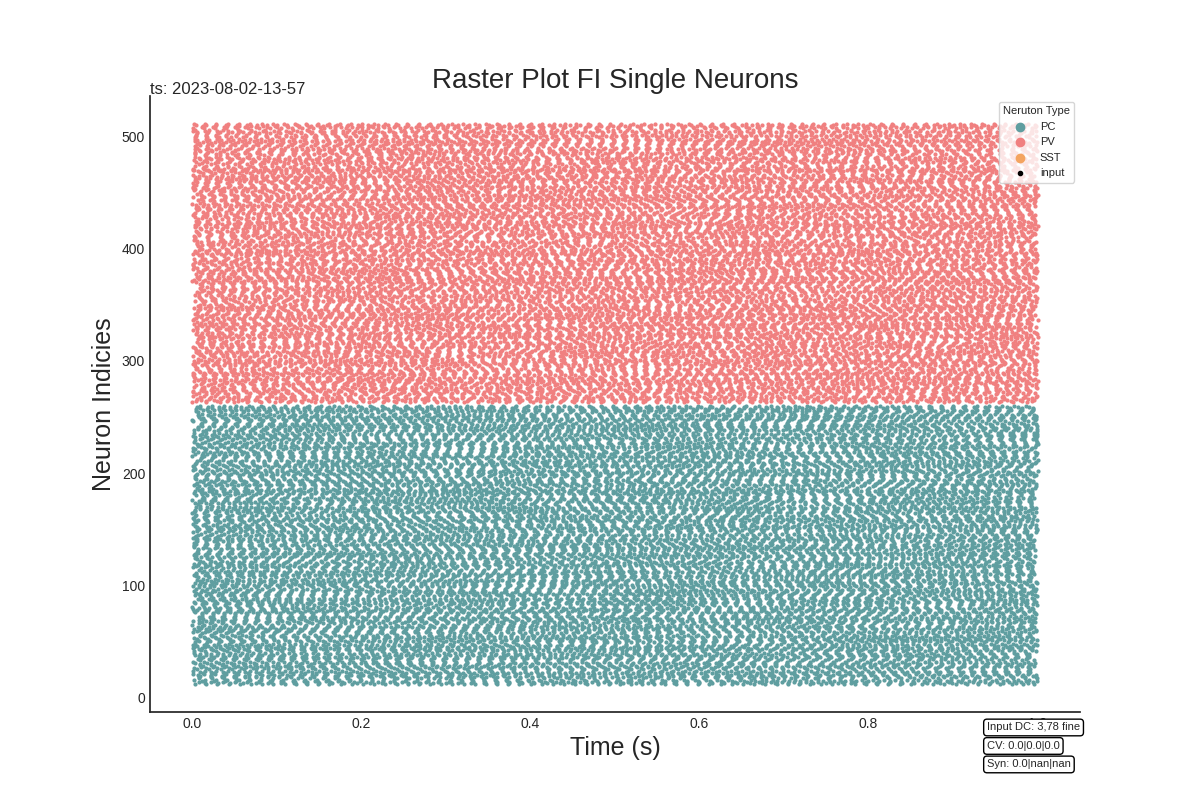 Raster Plot FI Single Neurons
ts: 2023-08-02-13-57
Neruton Type
PC
PV
SST
input
Neuron Indicies
500
400
300
200
100
0
0.0
0.2
0.4
0.6
0.8
Time (s)
Input DC: 3,78 fine
CV: 0.0|0.0|0.0
Syn: 0.0|nan|nan